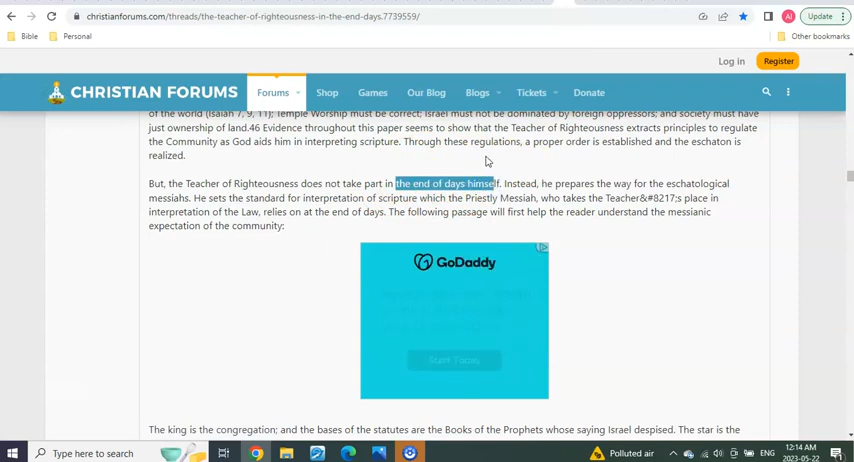 christianforums.com/threads/the-teacher-of-righteousness-in-the-end-days.7739559/
AI
Update
Bible
Personal
Other bookmarks
Log in
Register
CHRISTIAN FORUMS
Forums
Shop
Games
Our Blog
Blogs
Tickets
Donate
of the world (Isaiah 7, 9, 11); Temple Worship must be correct; Israel must not be dominated by foreign oppressors; and society must have
just ownership of land.46 Evidence throughout this paper seems to show that the Teacher of Righteousness extracts principles to regulate
the Community as God aids him in interpreting scripture. Through these regulations, a proper order is established and the eschaton is
realized.
But, the Teacher of Righteousness does not take part in the end of days himself. Instead, he prepares the way for the eschatological
messiahs. He sets the standard for interpretation of scripture which the Priestly Messiah, who takes the Teacher&#8217;s place in
interpretation of the Law, relies on at the end of days. The following passage will first help the reader understand the messianic
expectation of the community:
GoDaddy
Start Today
The king is the congregation; and the bases of the statutes are the Books of the Prophets whose saying Israel despised. The star is the
Type here to search
Polluted air
ENG
12:14 AM
2023-05-22